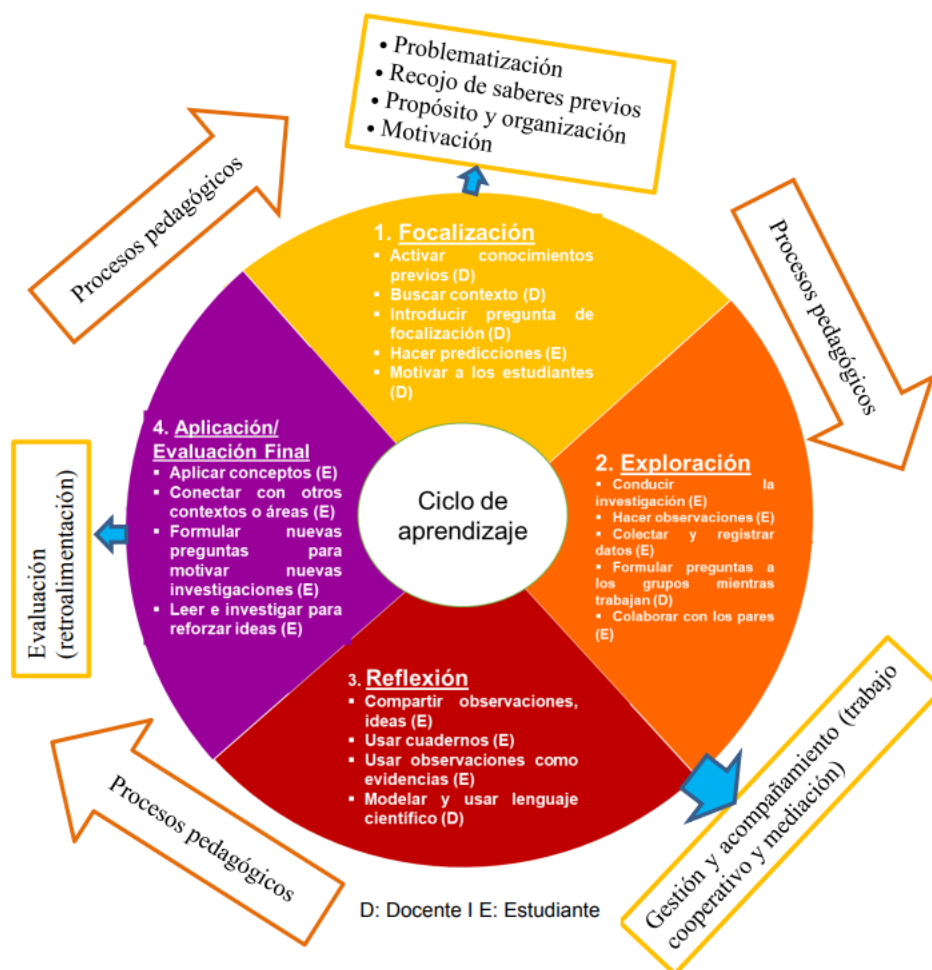 • Problematización
• Recojo de saberes previos
• Propósito y organización
• Motivación
Procesos pedagógicos
Procesos pedagógicos
1. Focalización
▪ Activar conocimientos
previos (D)
▪ Buscar contexto (D)
▪ Introducir pregunta de
focalización (D)
▪ Hacer predicciones (E)
▪ Motivar a los estudiantes
(D)
2. Exploración
▪ Conducir la
investigación (E)
▪ Hacer observaciones (E)
▪ Colectar y registrar
datos (E)
▪ Formular preguntas a
los grupos mientras
trabajan (D)
▪ Colaborar con los pares
(E)
Ciclo de
aprendizaje
4. Aplicación/
Evaluación Final
▪ Aplicar conceptos (E)
▪ Conectar con otros
contextos o áreas (E)
▪ Formular nuevas
preguntas para
motivar nuevas
investigaciones (E)
▪ Leer e investigar para
reforzar ideas (E)
Evaluación
(retroalimentación)
3. Reflexión
▪ Compartir observaciones,
ideas (E)
▪ Usar cuadernos (E)
▪ Usar observaciones como
evidencias (E)
▪ Modelar y usar lenguaje
científico (D)
Gestión y acompañamiento (trabajo
cooperativo y mediación)
Procesos pedagógicos
D: Docente I E: Estudiante